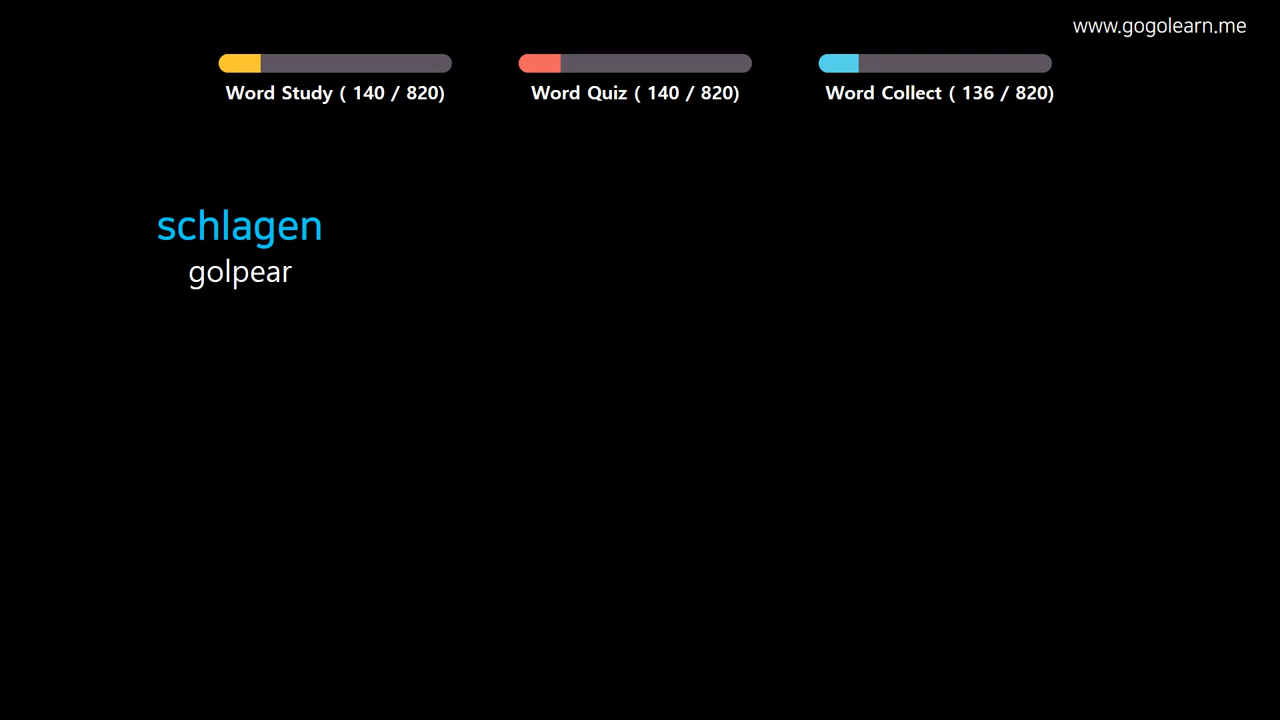 www.gogolearn.me
Word Study ( 140 / 820)
Word Quiz ( 140 / 820)
Word Collect ( 136 / 820)
schlagen
golpear